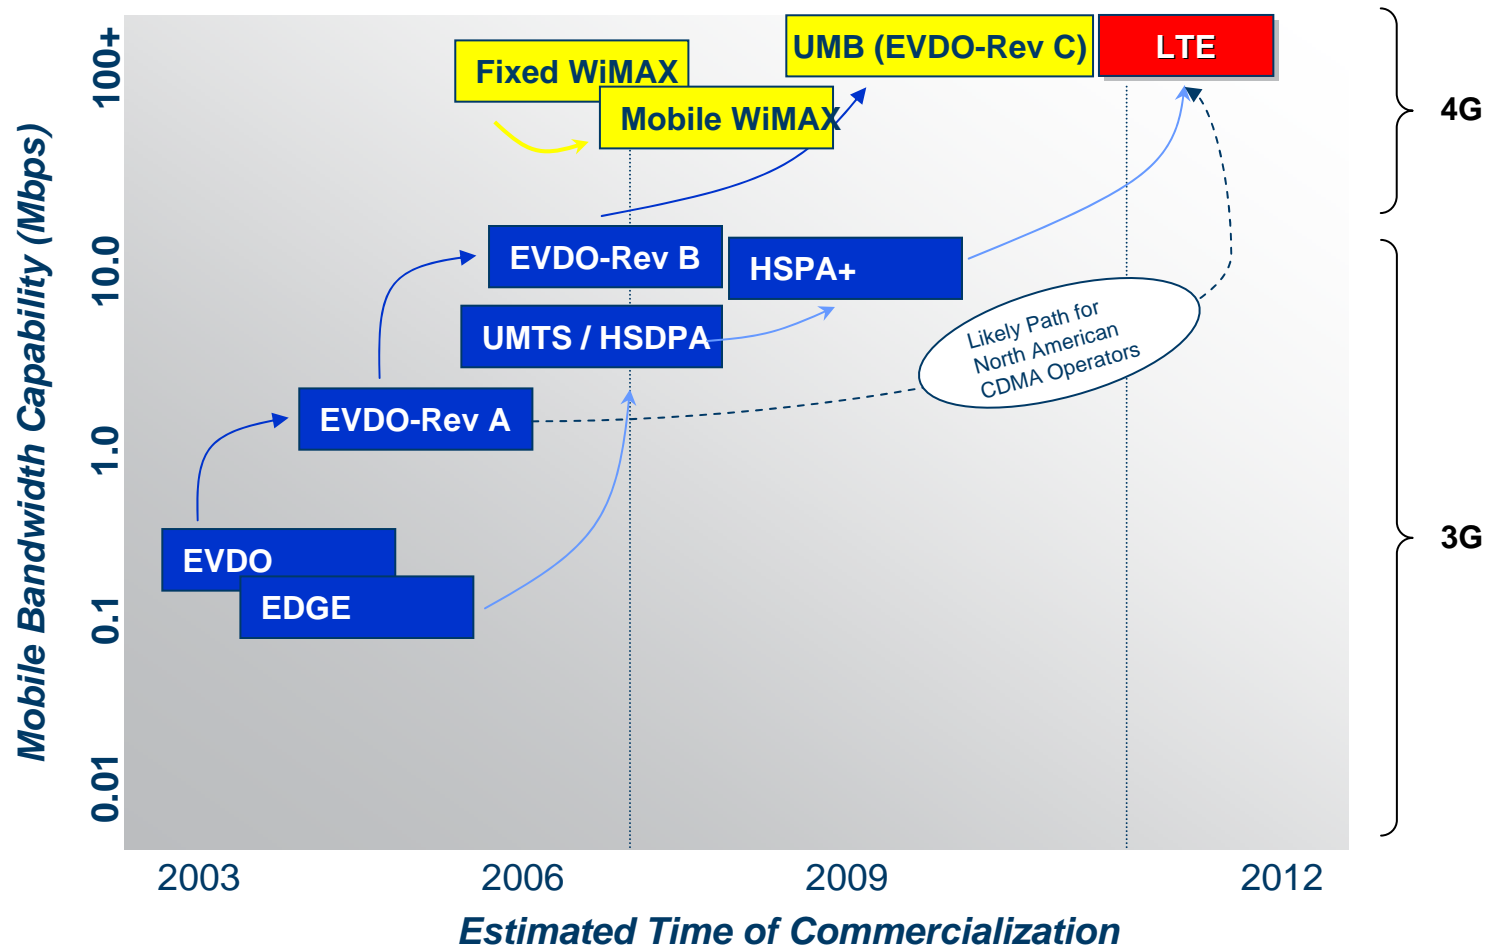 UMB (EVDO-Rev C)
LTE
Fixed WiMAX
Mobile WiMAX
4G
EVDO-Rev B
HSPA+
UMTS / HSDPA
Likely Path for
North American
CDMA Operators
EVDO-Rev A
3G
EVDO
EDGE
Mobile Bandwidth Capability (Mbps)
100+
10.0
1.0
0.1
0.01
2003
2006
2009
2012
Estimated Time of Commercialization